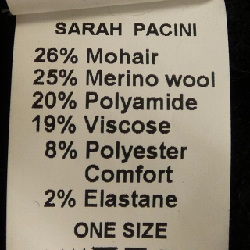 SARAH PACINI
26% Mohair
25% Merino wool
20% Polyamide
19% Viscose
8% Polyester
Comfort
2% Elastane
ONE SIZE